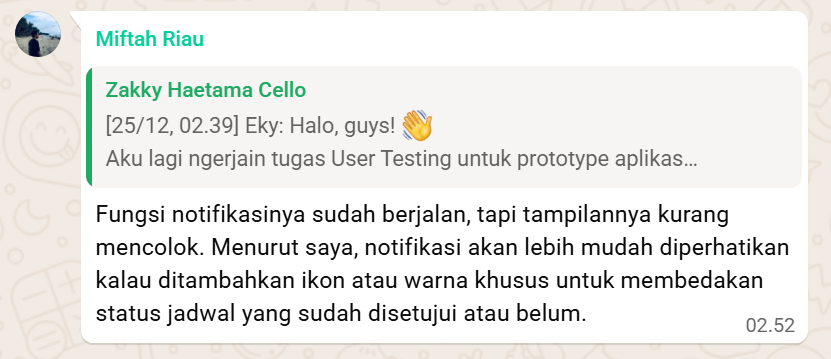 Miftah Riau
Zakky Haetama Cello
[25/12, 02.39] Eky: Halo, guys! 👋
Aku lagi ngerjain tugas User Testing untuk prototype aplikas…
Fungsi notifikasinya sudah berjalan, tapi tampilannya kurang
mencolok. Menurut saya, notifikasi akan lebih mudah diperhatikan
kalau ditambahkan ikon atau warna khusus untuk membedakan
status jadwal yang sudah disetujui atau belum.
02.52